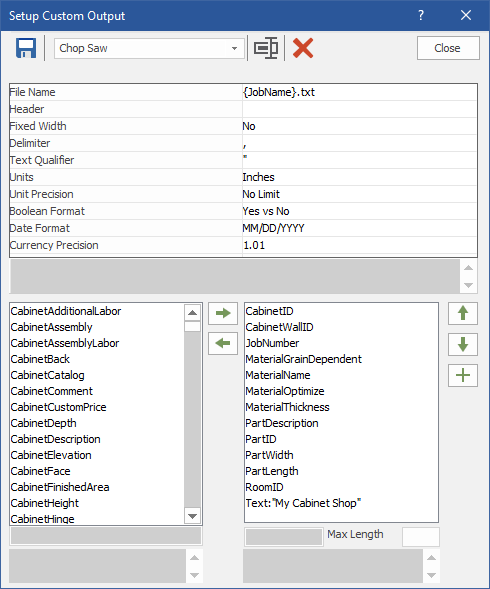 Setup Custom Output ?
Chop Saw Close
File Name {JobName}.txt
Header
Fixed Width No
Delimiter ,
Text Qualifier "
Units Inches
Unit Precision No Limit
Boolean Format Yes vs No
Date Format MM/DD/YYYY
Currency Precision 1.01
CabinetAdditionalLabor
CabinetAssembly
CabinetAssemblyLabor
CabinetBack
CabinetCatalog
CabinetComment
CabinetCustomPrice
CabinetDepth
CabinetDescription
CabinetElevation
CabinetFace
CabinetFinishedArea
CabinetHeight
CabinetHinge
CabinetID
CabinetWallID
JobNumber
MaterialGrainDependent
MaterialName
MaterialOptimize
MaterialThickness
PartDescription
PartID
PartWidth
PartLength
RoomID
Text:"My Cabinet Shop"
Max Length